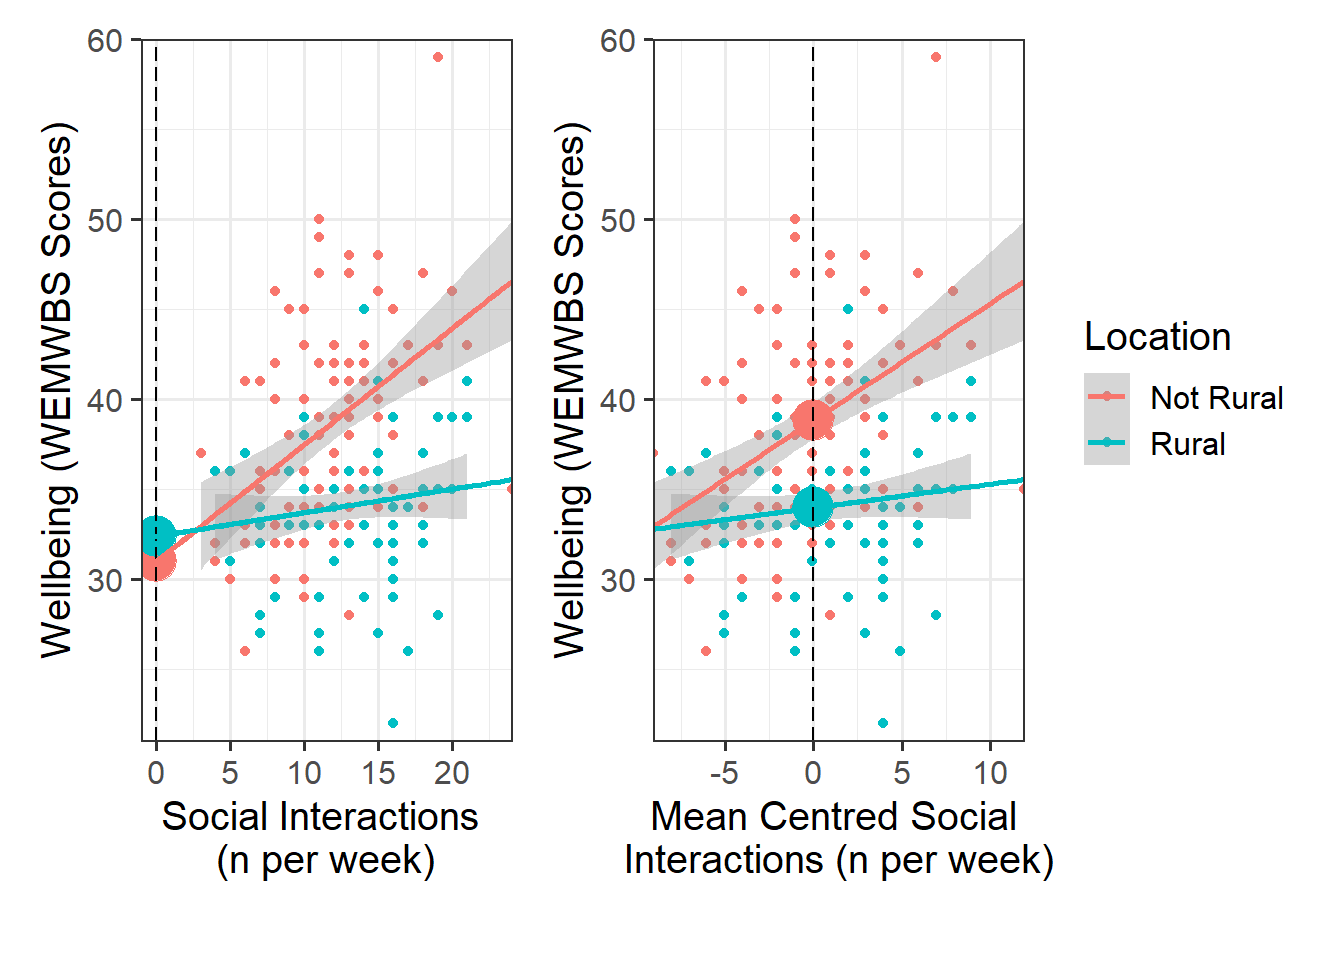 Wellbeing (WEMWBS Scores)
60
50
40
30
0 5 10 15 20
Social Interactions
(n per week)
Wellbeing (WEMWBS Scores)
60
50
40
30
-5 0 5 10
Mean Centred Social
Interactions (n per week)
Location
Not Rural
Rural